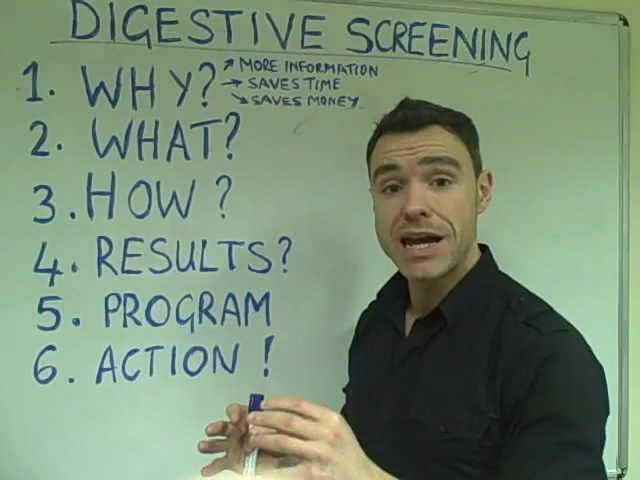 DIGESTIVE SCREENING
1. WHY? ↗ MORE INFORMATION
→ SAVES TIME
↘ SAVES MONEY
2. WHAT?
3. HOW?
4. RESULTS?
5. PROGRAM
6. ACTION!